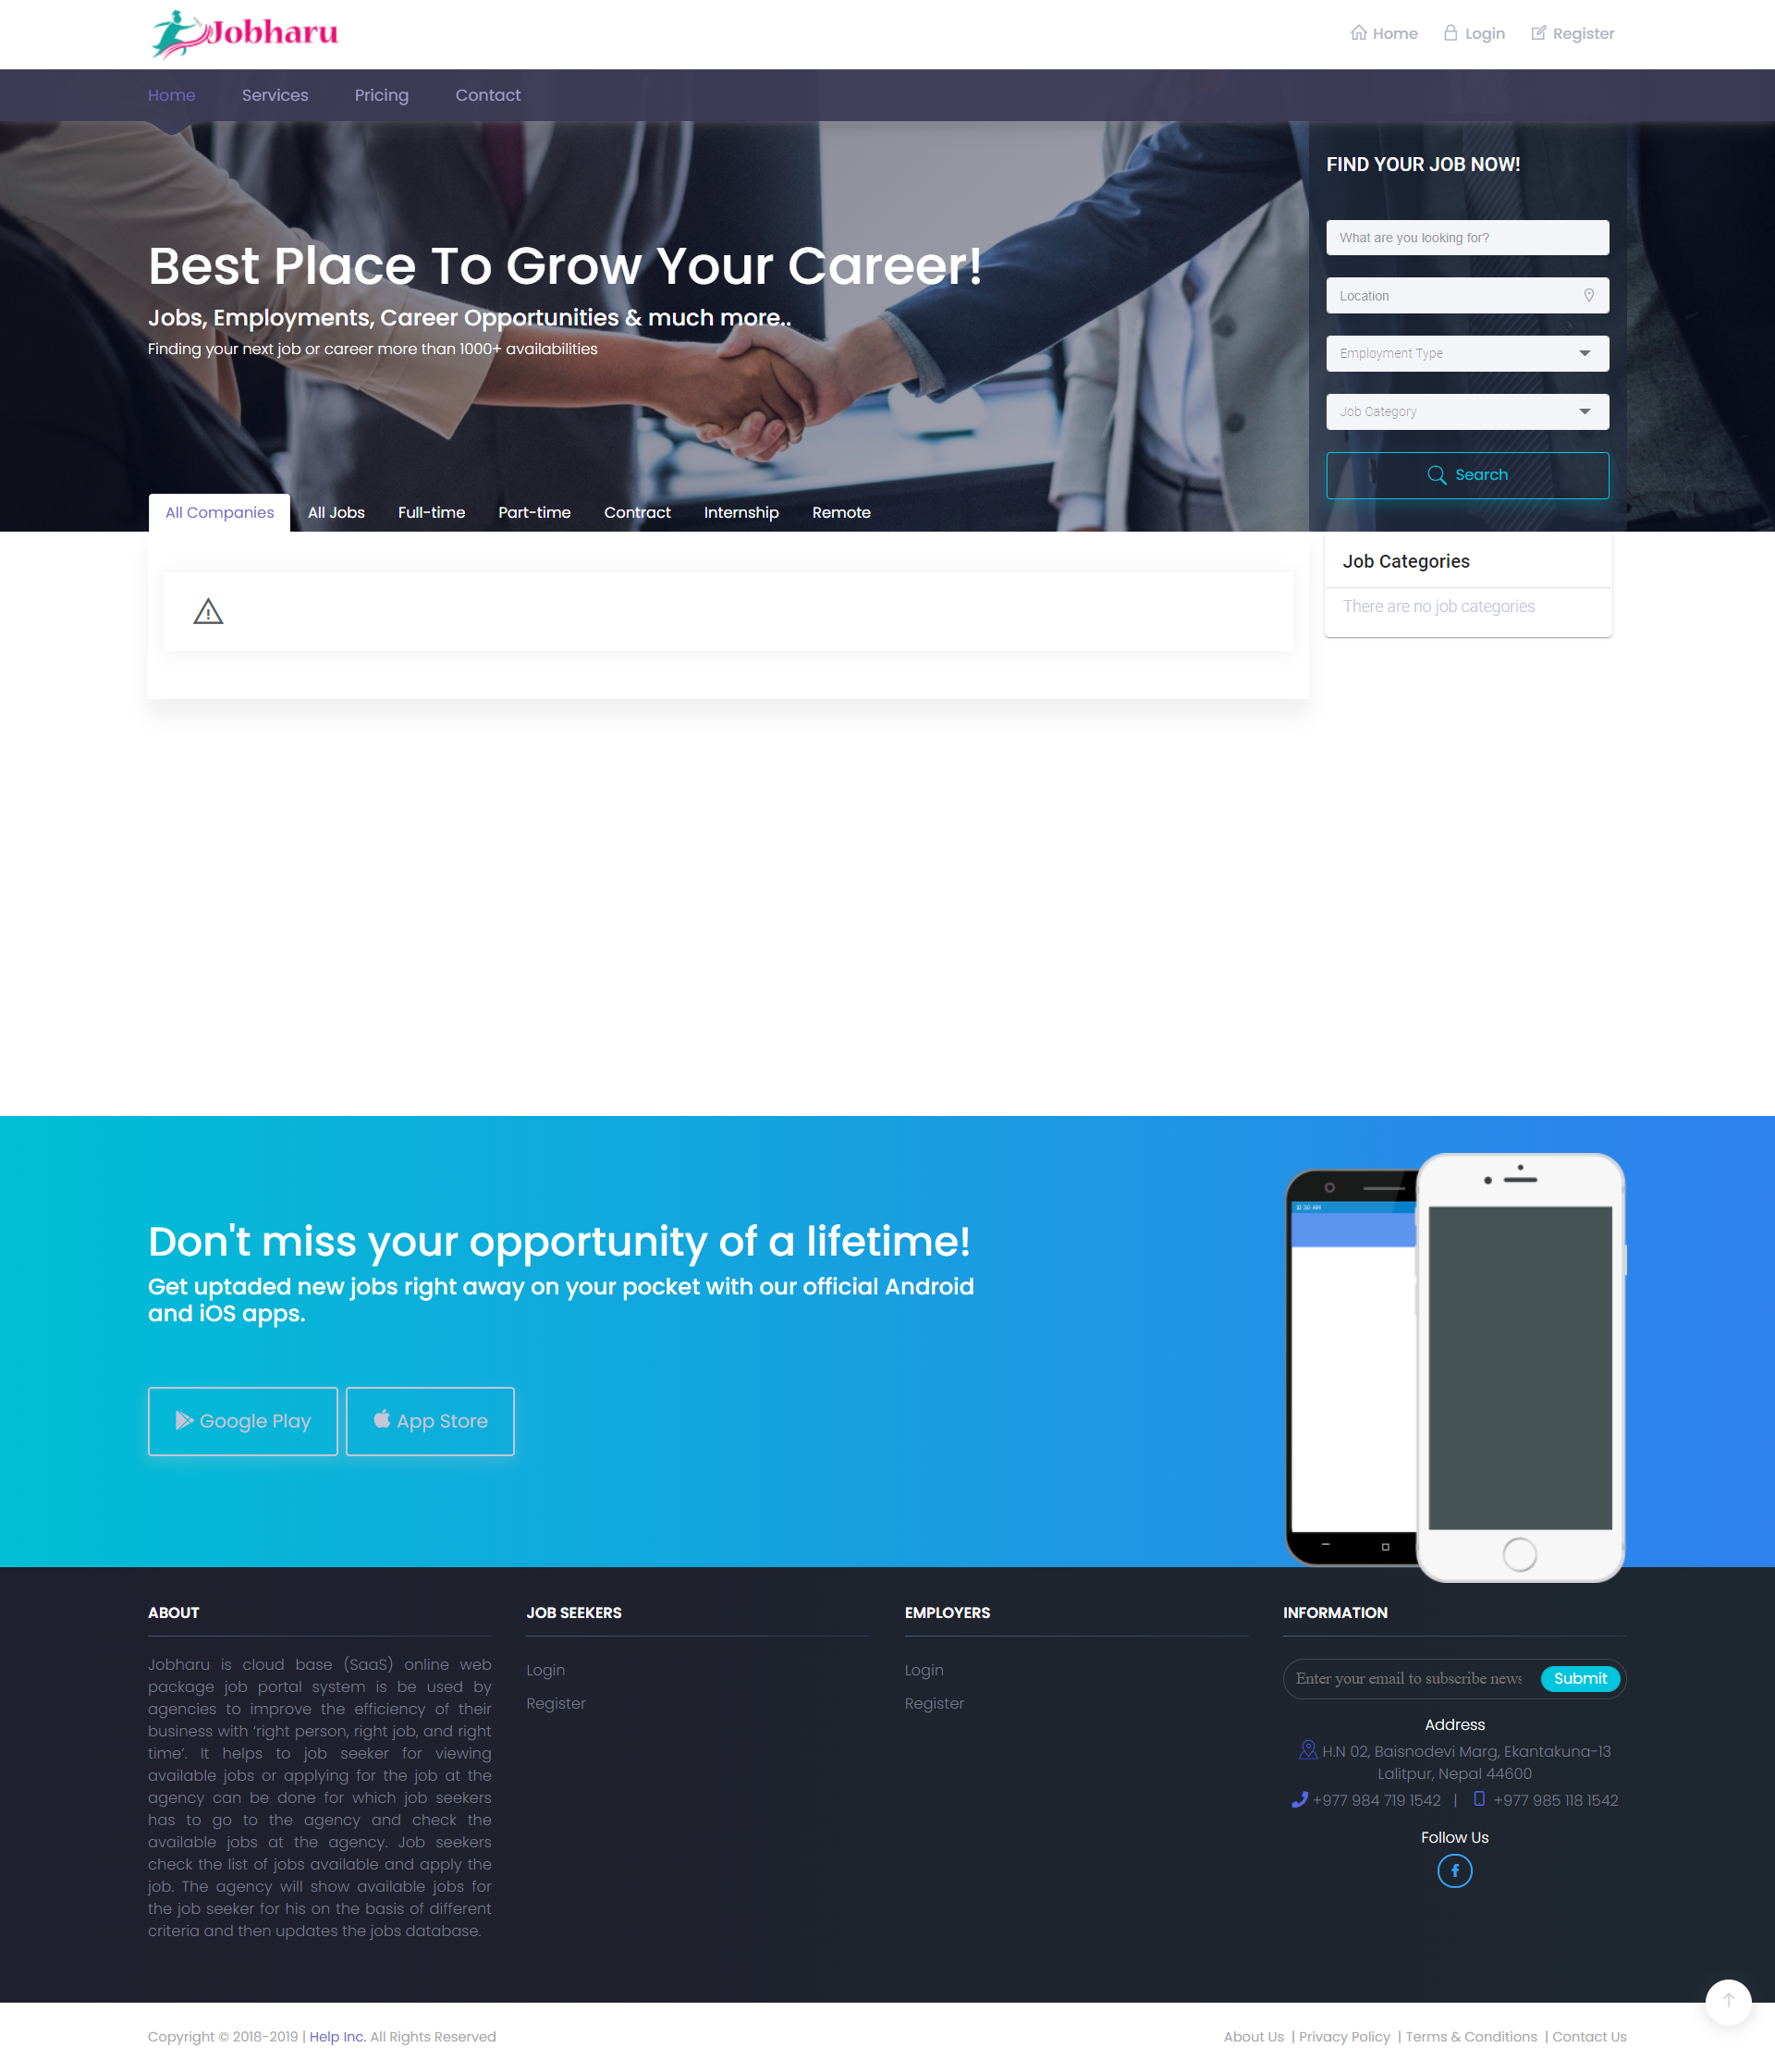 Jobharu
Home Login Register
Home Services Pricing Contact
FIND YOUR JOB NOW!
What are you looking for?
Location
Employment Type
Job Category
Search
Best Place To Grow Your Career!
Jobs, Employments, Career Opportunities & much more..
Finding your next job or career more than 1000+ availabilities
All Companies All Jobs Full-time Part-time Contract Internship Remote
Job Categories
There are no job categories
Don't miss your opportunity of a lifetime!
Get uptaded new jobs right away on your pocket with our official Android
and iOS apps.
Google Play App Store
10:30 AM
ABOUT
Jobharu is cloud base (SaaS) online web
package job portal system is be used by
agencies to improve the efficiency of their
business with ‘right person, right job, and right
time’. It helps to job seeker for viewing
available jobs or applying for the job at the
agency can be done for which job seekers
has to go to the agency and check the
available jobs at the agency. Job seekers
check the list of jobs available and apply the
job. The agency will show available jobs for
the job seeker for his on the basis of different
criteria and then updates the jobs database.
JOB SEEKERS
Login
Register
EMPLOYERS
Login
Register
INFORMATION
Enter your email to subscribe news Submit
Address
H.N 02, Baisnodevi Marg, Ekantakuna-13
Lalitpur, Nepal 44600
+977 984 719 1542 | +977 985 118 1542
Follow Us
Copyright © 2018-2019 | Help Inc. All Rights Reserved
About Us | Privacy Policy | Terms & Conditions | Contact Us